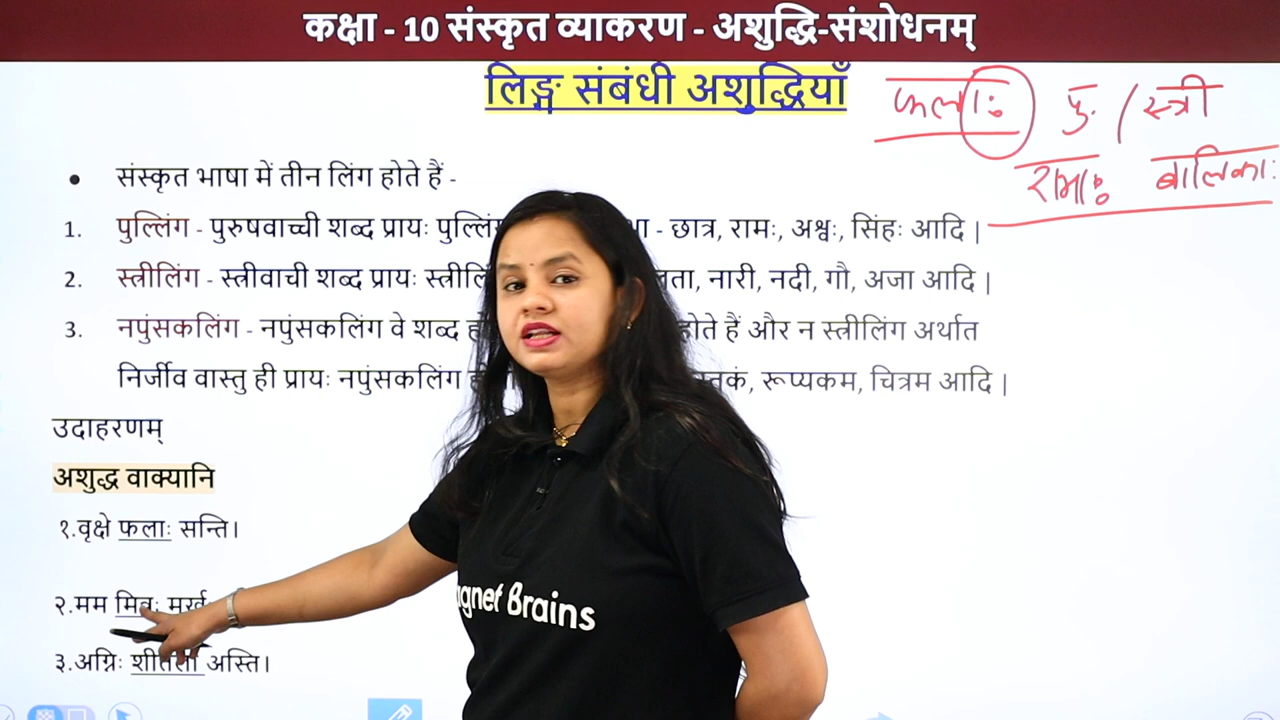 कक्षा - 10 संस्कृत व्याकरण - अशुद्धि-संशोधनम्
लिङ्ग संबंधी अशुद्धियाँ
फलाः पु. / स्त्री
रामाः बालिकाः
• संस्कृत भाषा में तीन लिंग होते हैं -
1. पुल्लिंग - पुरुषवाच्ची शब्द प्रायः - छात्र, रामः, अश्वः, सिंहः आदि |
2. स्त्रीलिंग - स्त्रीवाची शब्द प्रायः नारी, नदी, गौ, अजा आदि |
3. नपुंसकलिंग - नपुंसकलिंग वे शब्द होते हैं और न स्त्रीलिंग अर्थात
निर्जीव वास्तु ही प्रायः नपुंसकलिंग रूप्यकम, चित्रम आदि |
उदाहरणम्
अशुद्ध वाक्यानि
१.वृक्षे फलाः सन्ति।
२.मम मित्रः
३.अग्निः शीतला अस्ति।
Brains